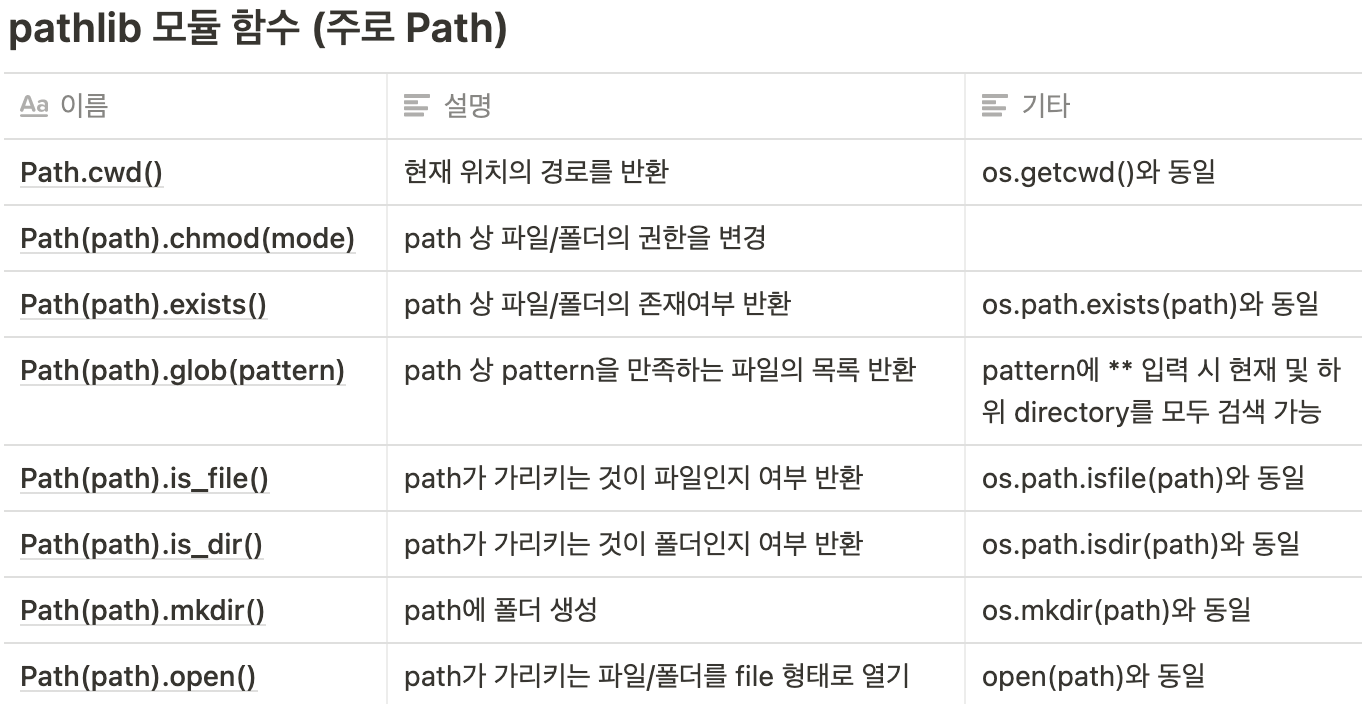 pathlib 모듈 함수 (주로 Path)
Aa 이름 설명 기타
Path.cwd() 현재 위치의 경로를 반환 os.getcwd()와 동일
Path(path).chmod(mode) path 상 파일/폴더의 권한을 변경
Path(path).exists() path 상 파일/폴더의 존재여부 반환 os.path.exists(path)와 동일
Path(path).glob(pattern) path 상 pattern을 만족하는 파일의 목록 반환 pattern에 ** 입력 시 현재 및 하
위 directory를 모두 검색 가능
Path(path).is_file() path가 가리키는 것이 파일인지 여부 반환 os.path.isfile(path)와 동일
Path(path).is_dir() path가 가리키는 것이 폴더인지 여부 반환 os.path.isdir(path)와 동일
Path(path).mkdir() path에 폴더 생성 os.mkdir(path)와 동일
Path(path).open() path가 가리키는 파일/폴더를 file 형태로 열기 open(path)와 동일